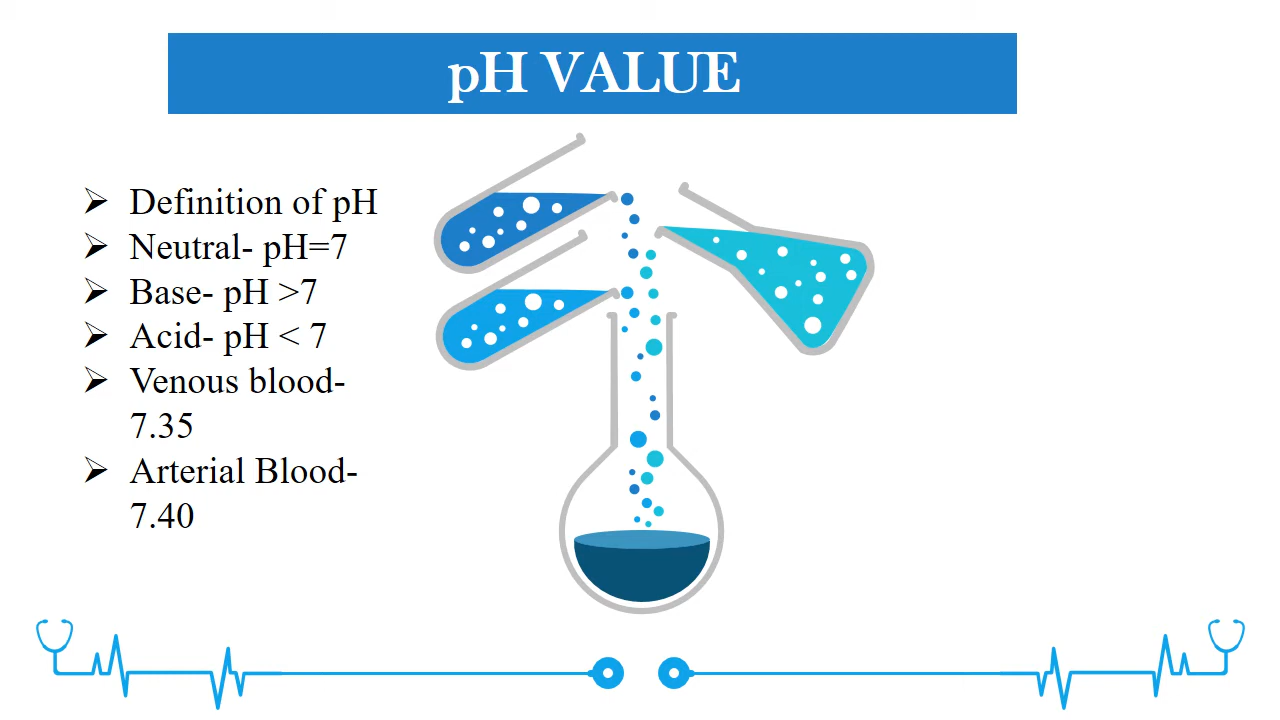 pH VALUE
➢ Definition of pH
➢ Neutral- pH=7
➢ Base- pH >7
➢ Acid- pH < 7
➢ Venous blood-
7.35
➢ Arterial Blood-
7.40